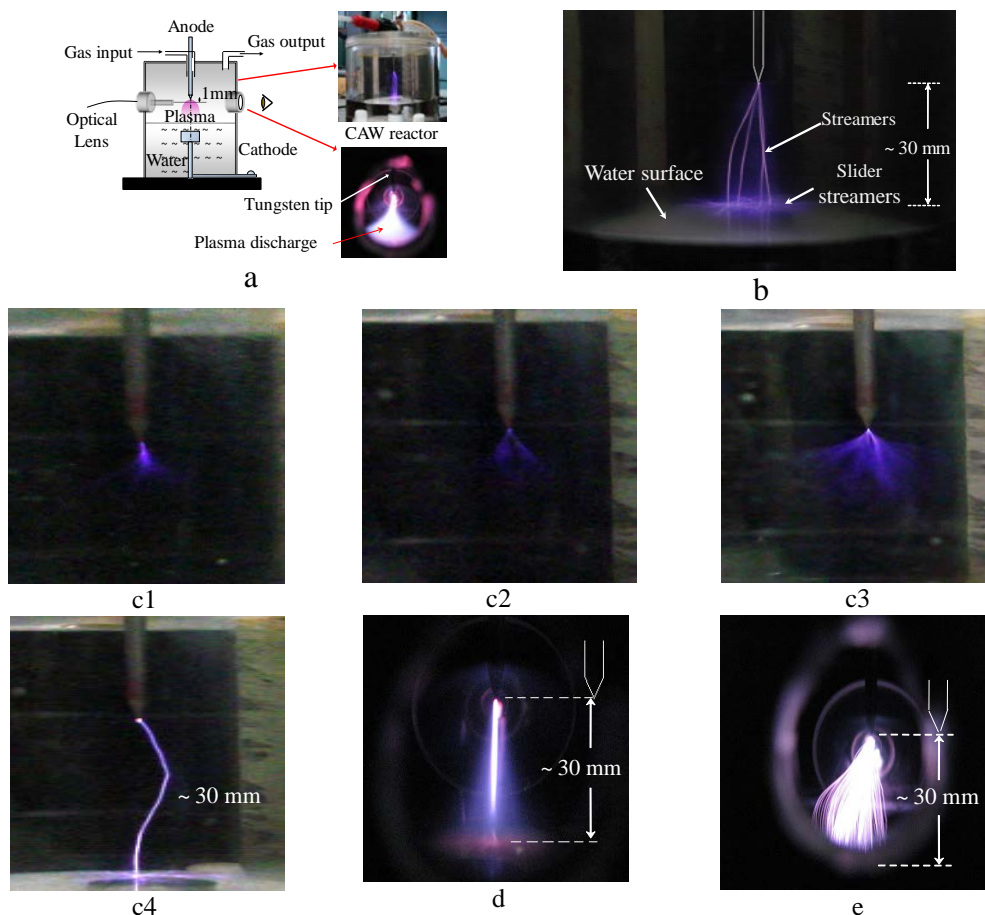 Anode
Gas input
Gas output
1mm
Optical
Lens
Plasma
Water
Cathode
CAW reactor
Tungsten tip
Plasma discharge
a
Streamers
~ 30 mm
Water surface
Slider
streamers
b
c1
c2
c3
~ 30 mm
c4
~ 30 mm
d
~ 30 mm
e